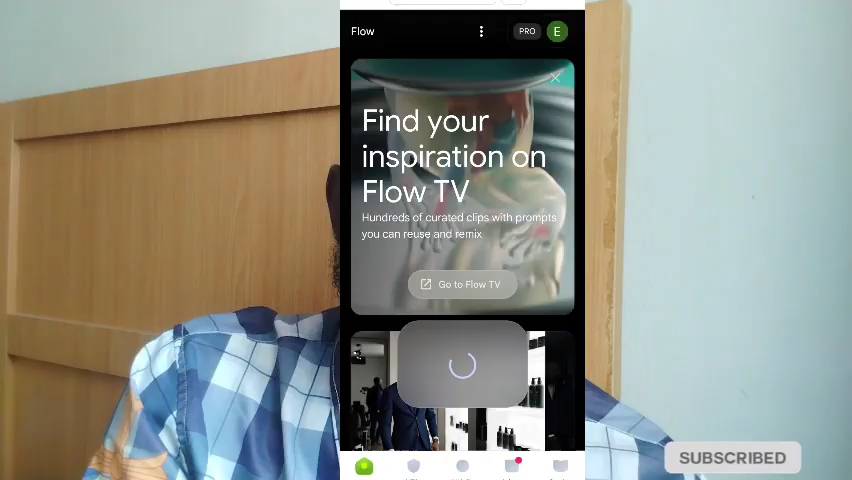 Flow
PRO
E
Find your
inspiration on
Flow TV
Hundreds of curated clips with prompts
you can reuse and remix
Go to Flow TV
SUBSCRIBED